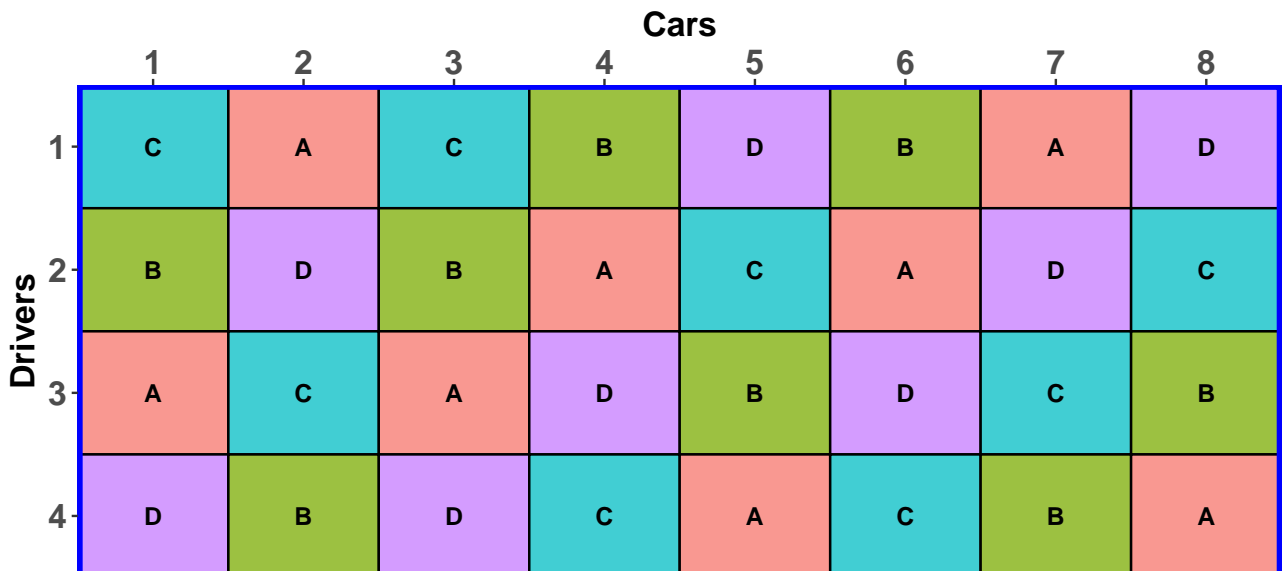 Cars
1 2 3 4 5 6 7 8
Drivers
1 C A C B D B A D
2 B D B A C A D C
3 A C A D B D C B
4 D B D C A C B A